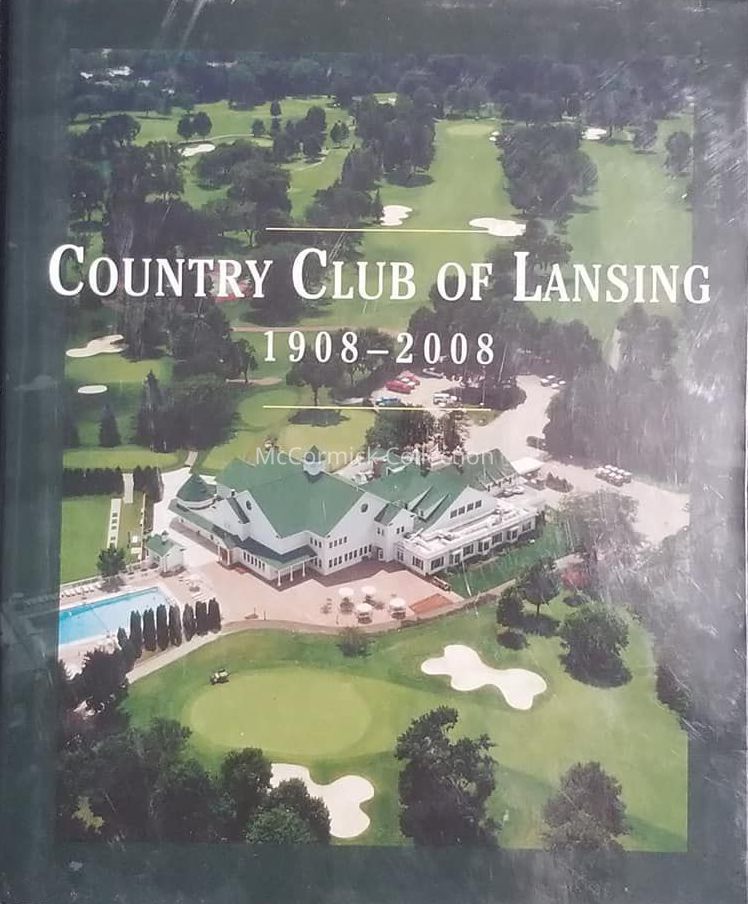 COUNTRY CLUB OF LANSING
1908–2008
McCormick Collection